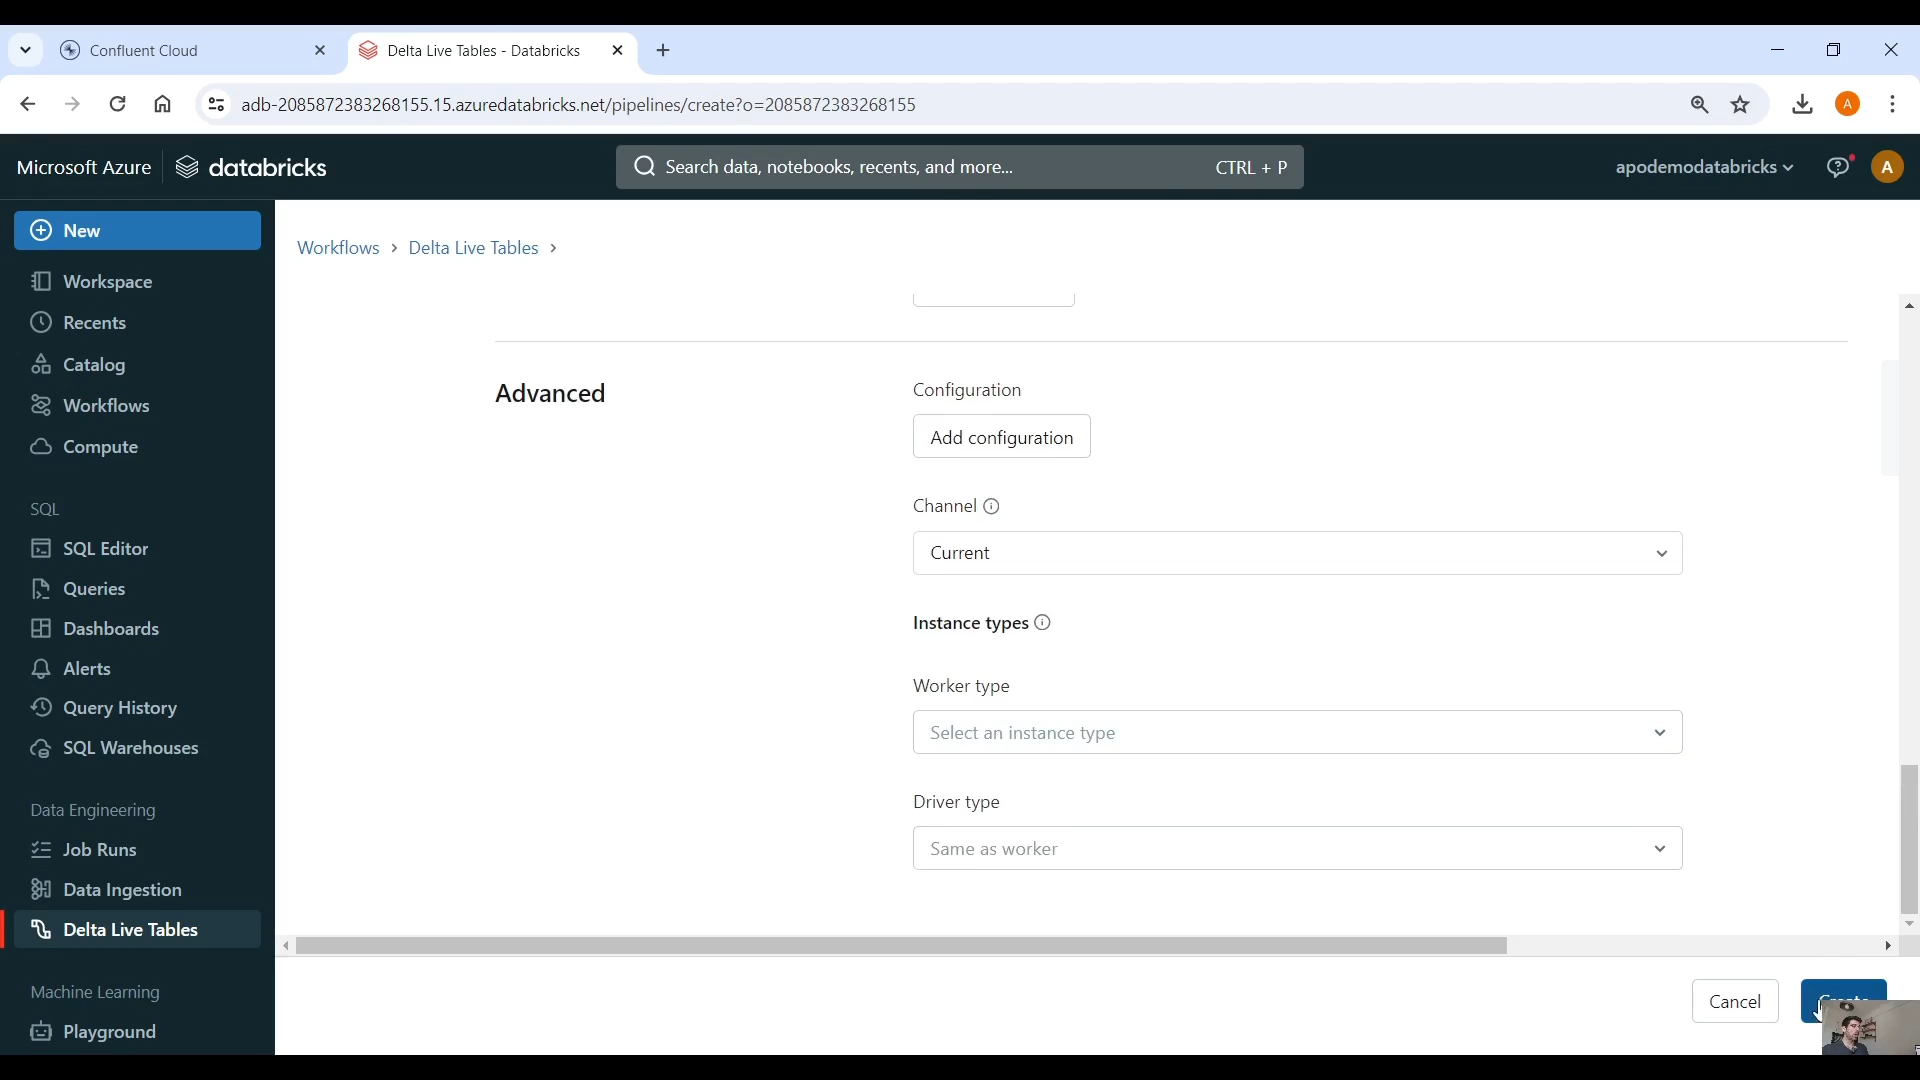 Confluent Cloud
Delta Live Tables - Databricks
adb-2085872383268155.15.azuredatabricks.net/pipelines/create?o=2085872383268155
A
Microsoft Azure
databricks
Search data, notebooks, recents, and more...
CTRL + P
apodemodatabricks
A
New
Workspace
Recents
Catalog
Workflows
Compute
SQL
SQL Editor
Queries
Dashboards
Alerts
Query History
SQL Warehouses
Data Engineering
Job Runs
Data Ingestion
Delta Live Tables
Machine Learning
Playground
Workflows > Delta Live Tables >
Advanced
Configuration
Add configuration
Channel
Current
Instance types
Worker type
Select an instance type
Driver type
Same as worker
Cancel